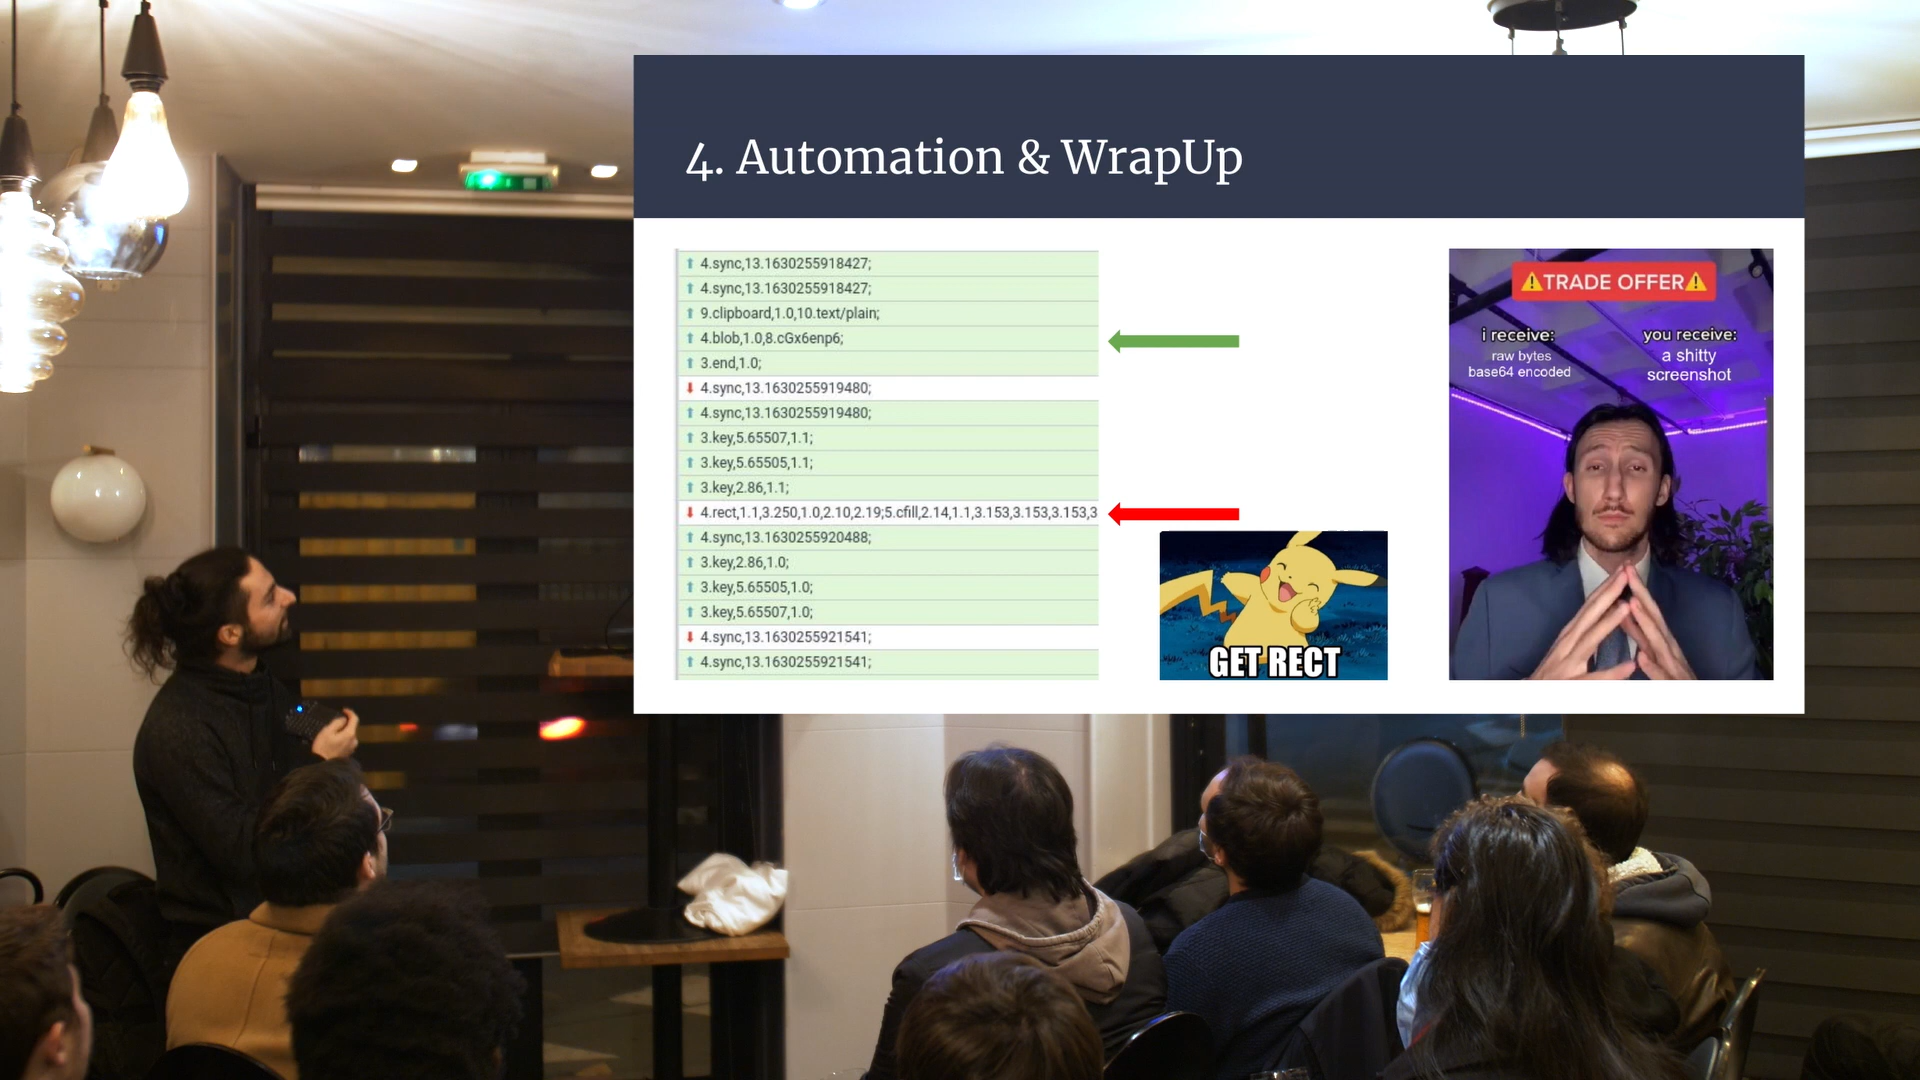 4. Automation & WrapUp
4.sync,13.1630255918427;
4.sync,13.1630255918427;
9.clipboard,1.0,10.text/plain;
4.blob,1.0,8.cGx6enp6;
3.end,1.0;
4.sync,13.1630255919480;
4.sync,13.1630255919480;
3.key,5.65507,1.1;
3.key,5.65505,1.1;
3.key,2.86,1.1;
4.rect,1.1,3.250,1.0,2.10,2.19;5.cfill,2.14,1.1,3.153,3.153,3.153,3
4.sync,13.1630255920488;
3.key,2.86,1.0;
3.key,5.65505,1.0;
3.key,5.65507,1.0;
4.sync,13.1630255921541;
4.sync,13.1630255921541;
GET RECT
⚠TRADE OFFER⚠
i receive:
raw bytes
base64 encoded
you receive:
a shitty
screenshot